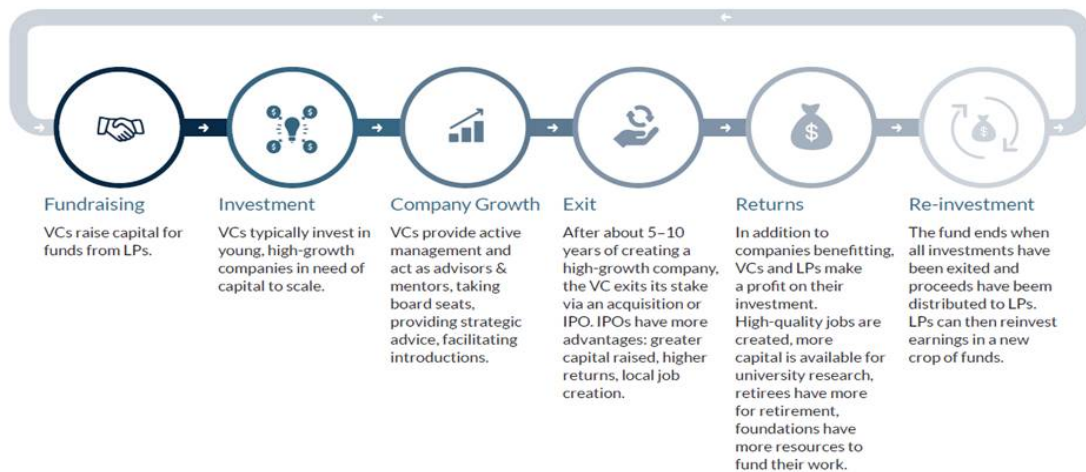 Fundraising
VCs raise capital for
funds from LPs.
Investment
VCs typically invest in
young, high-growth
companies in need of
capital to scale.
Company Growth
VCs provide active
management and
act as advisors &
mentors, taking
board seats,
providing strategic
advice, facilitating
introductions.
Exit
After about 5–10
years of creating a
high-growth company,
the VC exits its stake
via an acquisition or
IPO. IPOs have more
advantages: greater
capital raised, higher
returns, local job
creation.
Returns
In addition to
companies benefitting,
VCs and LPs make
a profit on their
investment.
High-quality jobs are
created, more
capital is available for
university research,
retirees have more
for retirement,
foundations have
more resources to
fund their work.
Re-investment
The fund ends when
all investments have
been exited and
proceeds have beem
distributed to LPs.
LPs can then reinvest
earnings in a new
crop of funds.